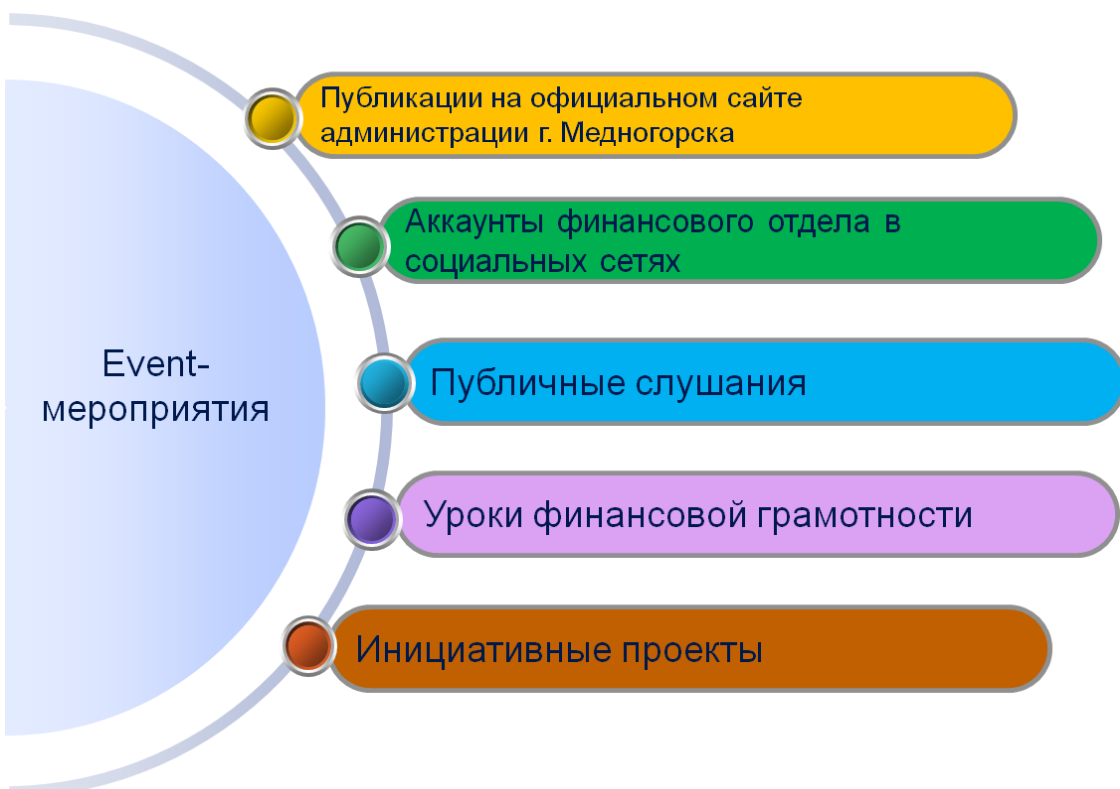 Публикации на официальном сайте
администрации г. Медногорска
Аккаунты финансового отдела в
социальных сетях
Event-
мероприятия
Публичные слушания
Уроки финансовой грамотности
Инициативные проекты